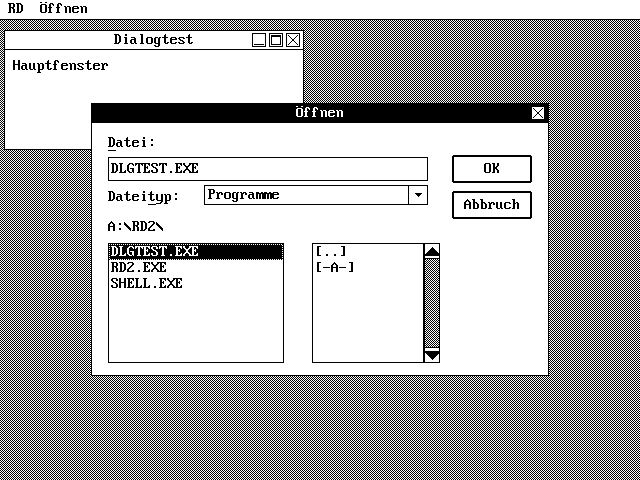 RD Öffnen
Dialogtest
Hauptfenster
Öffnen
Datei:
DLGTEST.EXE
OK
Dateityp: Programme
Abbruch
A:\RD2\
DLGTEST.EXE
RD2.EXE
SHELL.EXE
[..]
[-A-]